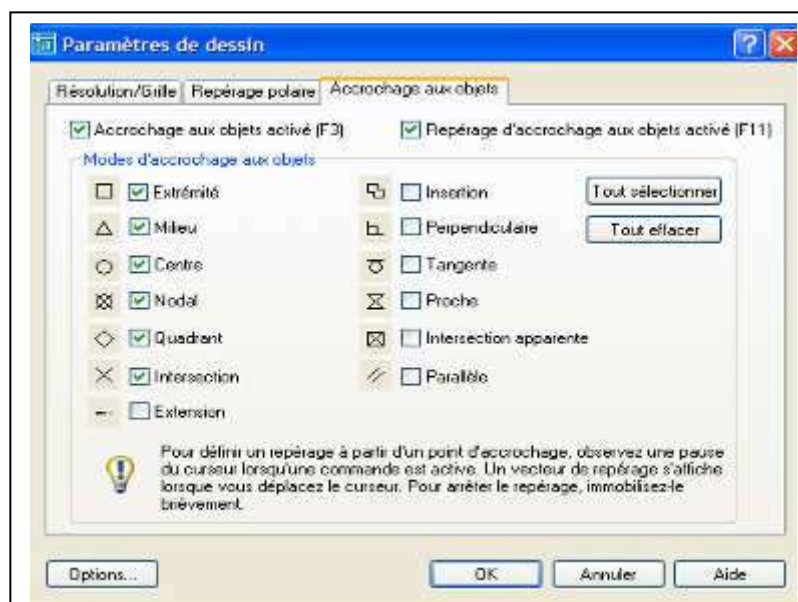 Paramètres de dessin
Résolution/Grille Repérage polaire Accrochage aux objets
Accrochage aux objets activé (F3) Repérage d'accrochage aux objets activé (F11)
Modes d'accrochage aux objets
Extrémité Insertion Tout sélectionner
Milieu Perpendiculaire Tout effacer
Centre Tangente
Nodal Proche
Quadrant Intersection apparente
Intersection Parallèle
Extension
Pour définir un repérage à partir d'un point d'accrochage, observez une pause
du curseur lorsqu'une commande est active. Un vecteur de repérage s'affiche
lorsque vous déplacez le curseur. Pour arrêter le repérage, immobilisez-le
brièvement.
Options... OK Annuler Aide